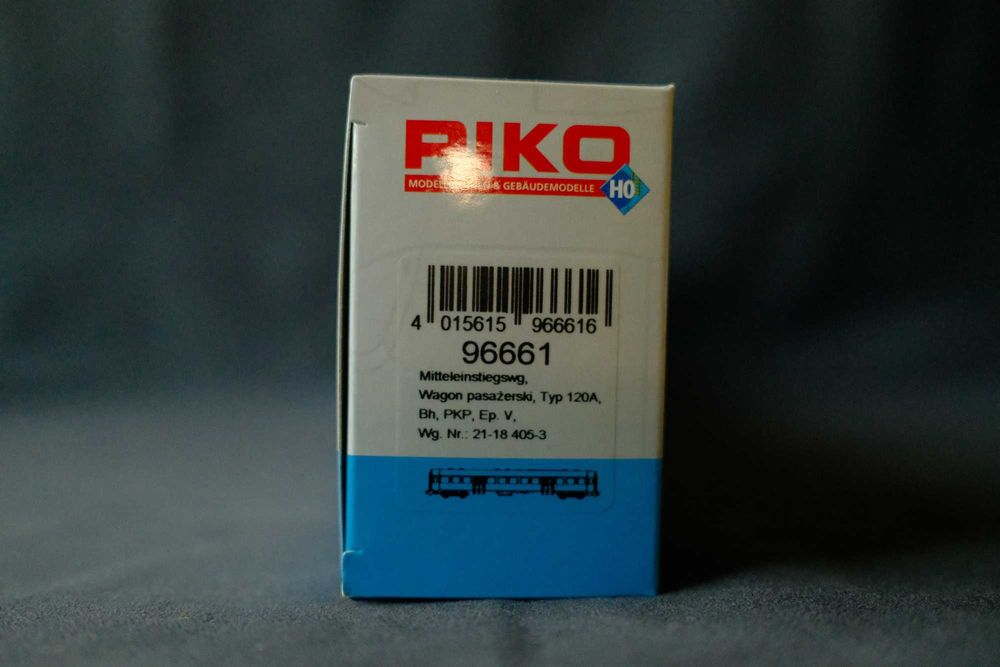 PIKO
MODELLBAHNEN & GEBÄUDEMODELLE
H0
4 015615 966616
96661
Mitteleinstiegswg,
Wagon pasażerski, Typ 120A,
Bh, PKP, Ep. V,
Wg. Nr.: 21-18 405-3